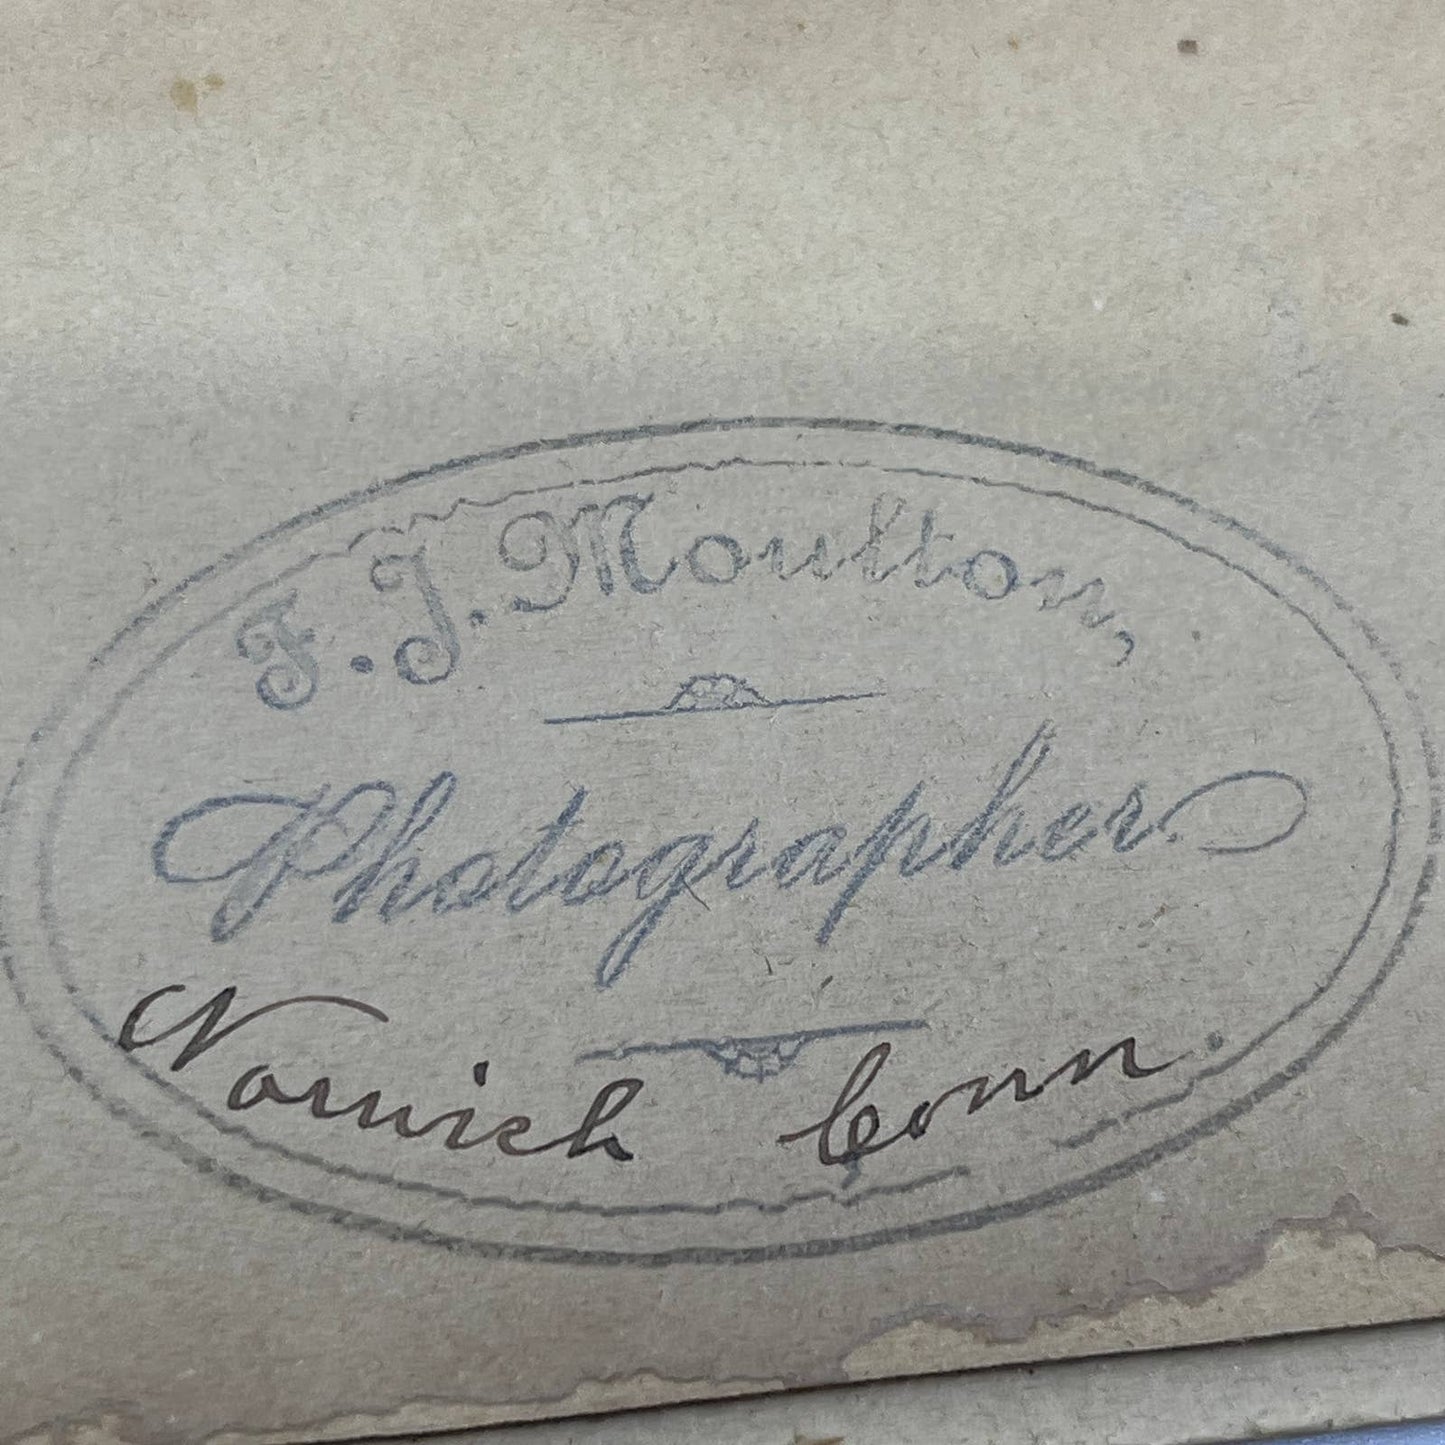 F. J. Moulton,
Photographer.
Norwich Conn.